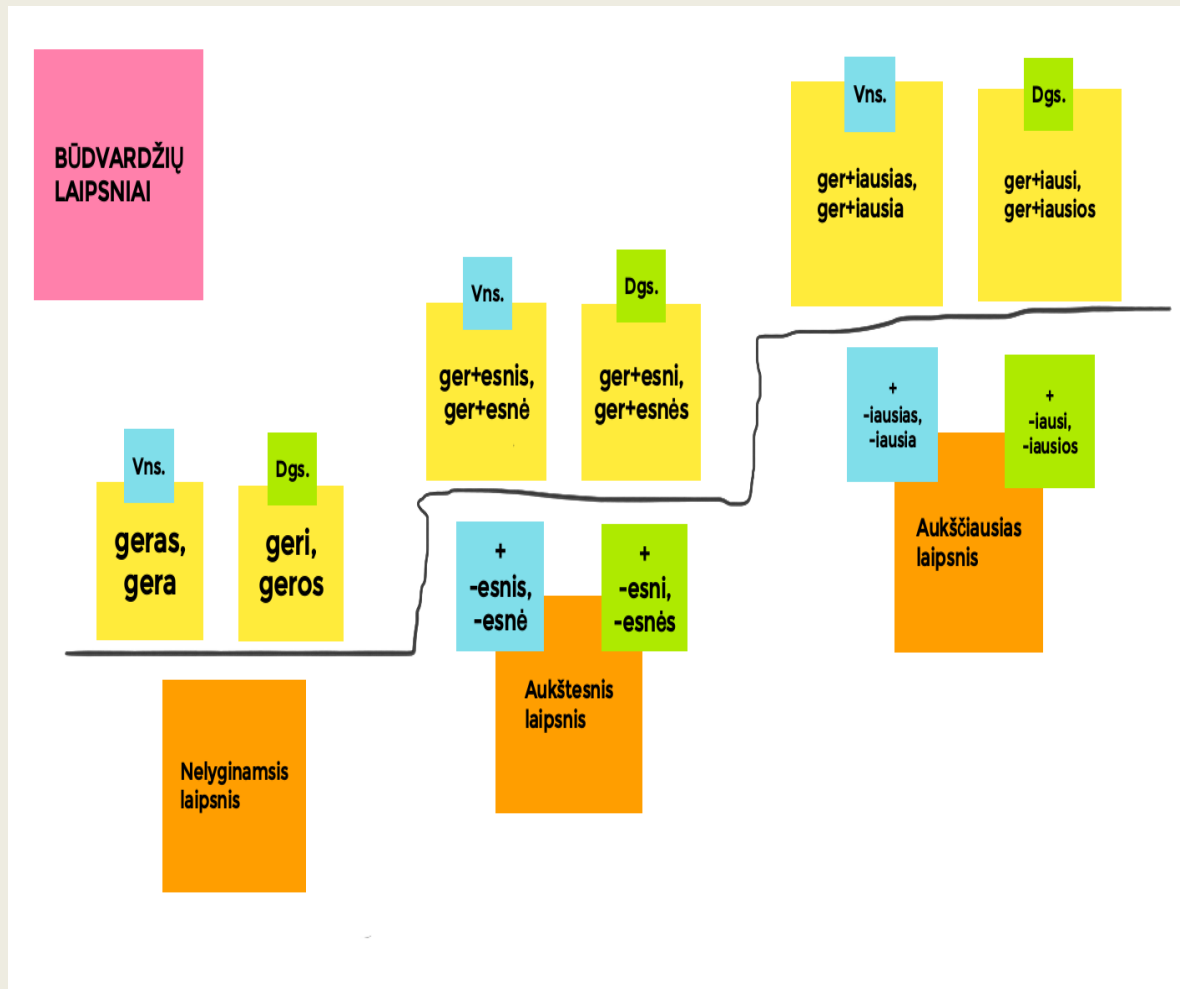 BŪDVARDŽIŲ
LAIPSNIAI
Vns.
geras,
gera
Dgs.
geri,
geros
Nelyginamsis
laipsnis
Vns.
ger+esnis,
ger+esnė
Dgs.
ger+esni,
ger+esnės
+
-esnis,
-esnė
+
-esni,
-esnės
Aukštesnis
laipsnis
Vns.
ger+iausias,
ger+iausia
Dgs.
ger+iausi,
ger+iausios
+
-iausias,
-iausia
+
-iausi,
-iausios
Aukščiausias
laipsnis